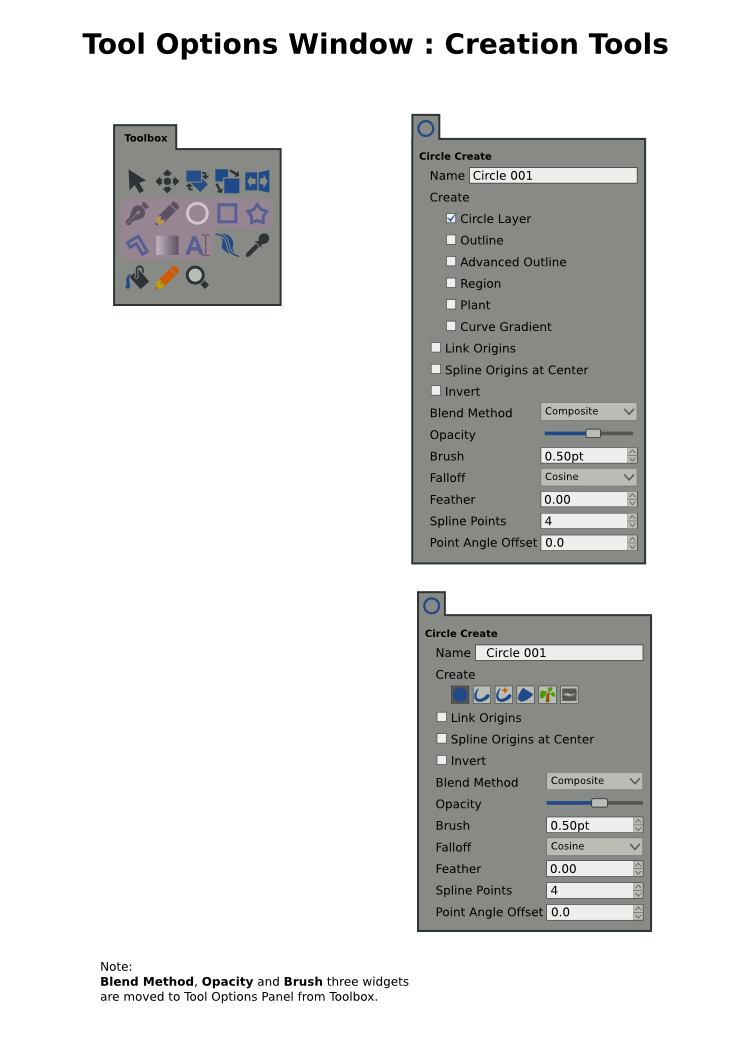 Tool Options Window : Creation Tools
Toolbox
Circle Create
Name Circle 001
Create
Circle Layer
Outline
Advanced Outline
Region
Plant
Curve Gradient
Link Origins
Spline Origins at Center
Invert
Blend Method Composite
Opacity
Brush 0.50pt
Falloff Cosine
Feather 0.00
Spline Points 4
Point Angle Offset 0.0
Circle Create
Name Circle 001
Create
Link Origins
Spline Origins at Center
Invert
Blend Method Composite
Opacity
Brush 0.50pt
Falloff Cosine
Feather 0.00
Spline Points 4
Point Angle Offset 0.0
Note:
Blend Method, Opacity and Brush three widgets
are moved to Tool Options Panel from Toolbox.